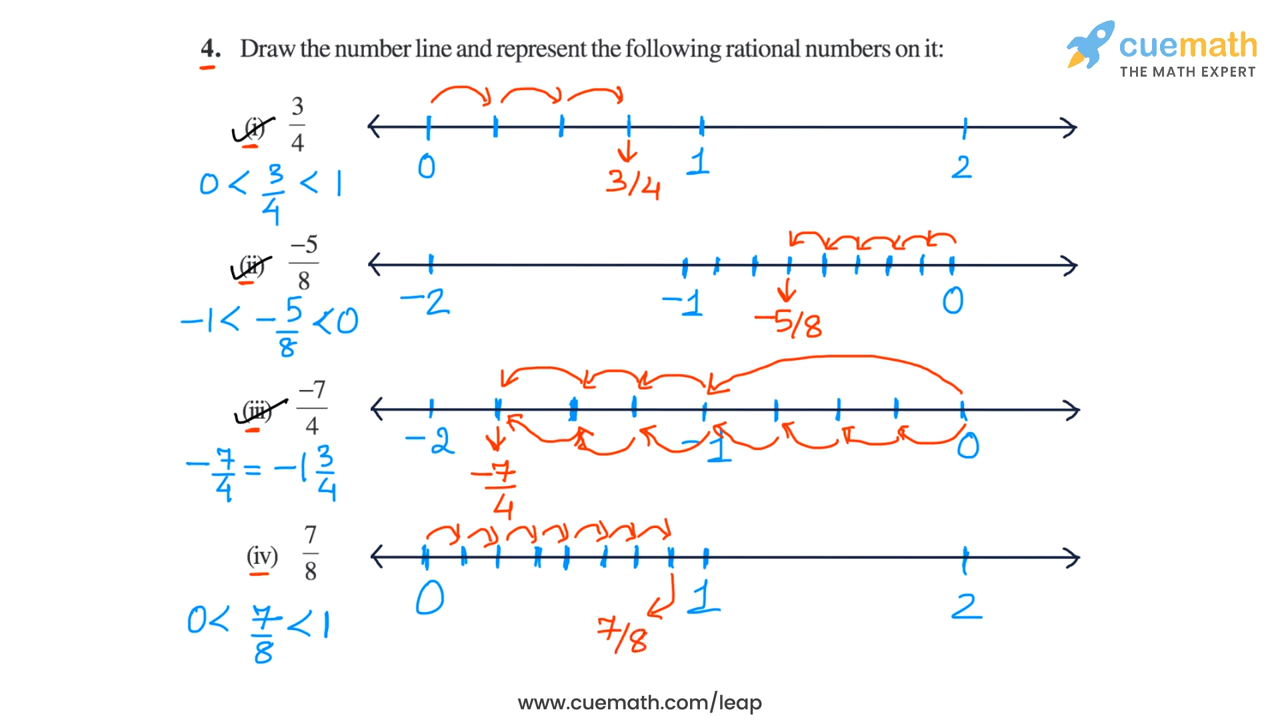 cuemath
THE MATH EXPERT
4. Draw the number line and represent the following rational numbers on it:
(i) 3/4
0 < 3/4 < 1
0 1 2
3/4
(ii) −5/8
−1 < −5/8 < 0
−2 −1 0
−5/8
(iii) −7/4
−7/4 = −1 3/4
−2 −1 0
−7/4
(iv) 7/8
0 < 7/8 < 1
0 1 2
7/8
www.cuemath.com/leap